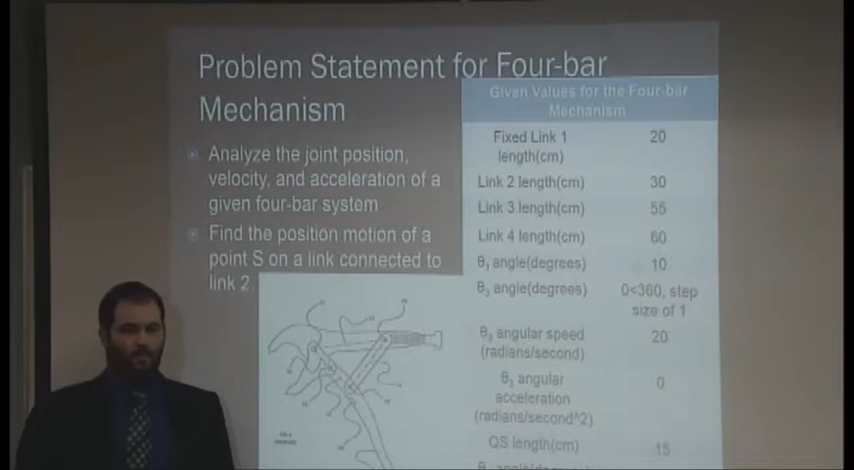 Problem Statement for Four-bar
Mechanism
Analyze the joint position,
velocity, and acceleration of a
given four-bar system
Find the position motion of a
point S on a link connected to
link 2
Given Values for the Four-bar
Mechanism
Fixed Link 1 20
length(cm)
Link 2 length(cm) 30
Link 3 length(cm) 55
Link 4 length(cm) 60
θ₁ angle(degrees) 10
angle(degrees) 0<360, step
size of 1
angular speed 20
(radians/second)
angular 0
acceleration
(radians/second^2)
QS length(cm) 15